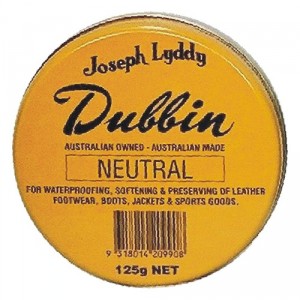 Joseph Lyddy
Dubbin
AUSTRALIAN OWNED - AUSTRALIAN MADE
NEUTRAL
FOR WATERPROOFING, SOFTENING & PRESERVING OF LEATHER
FOOTWEAR, BOOTS, JACKETS & SPORTS GOODS.
9 318014 209908
125g NET